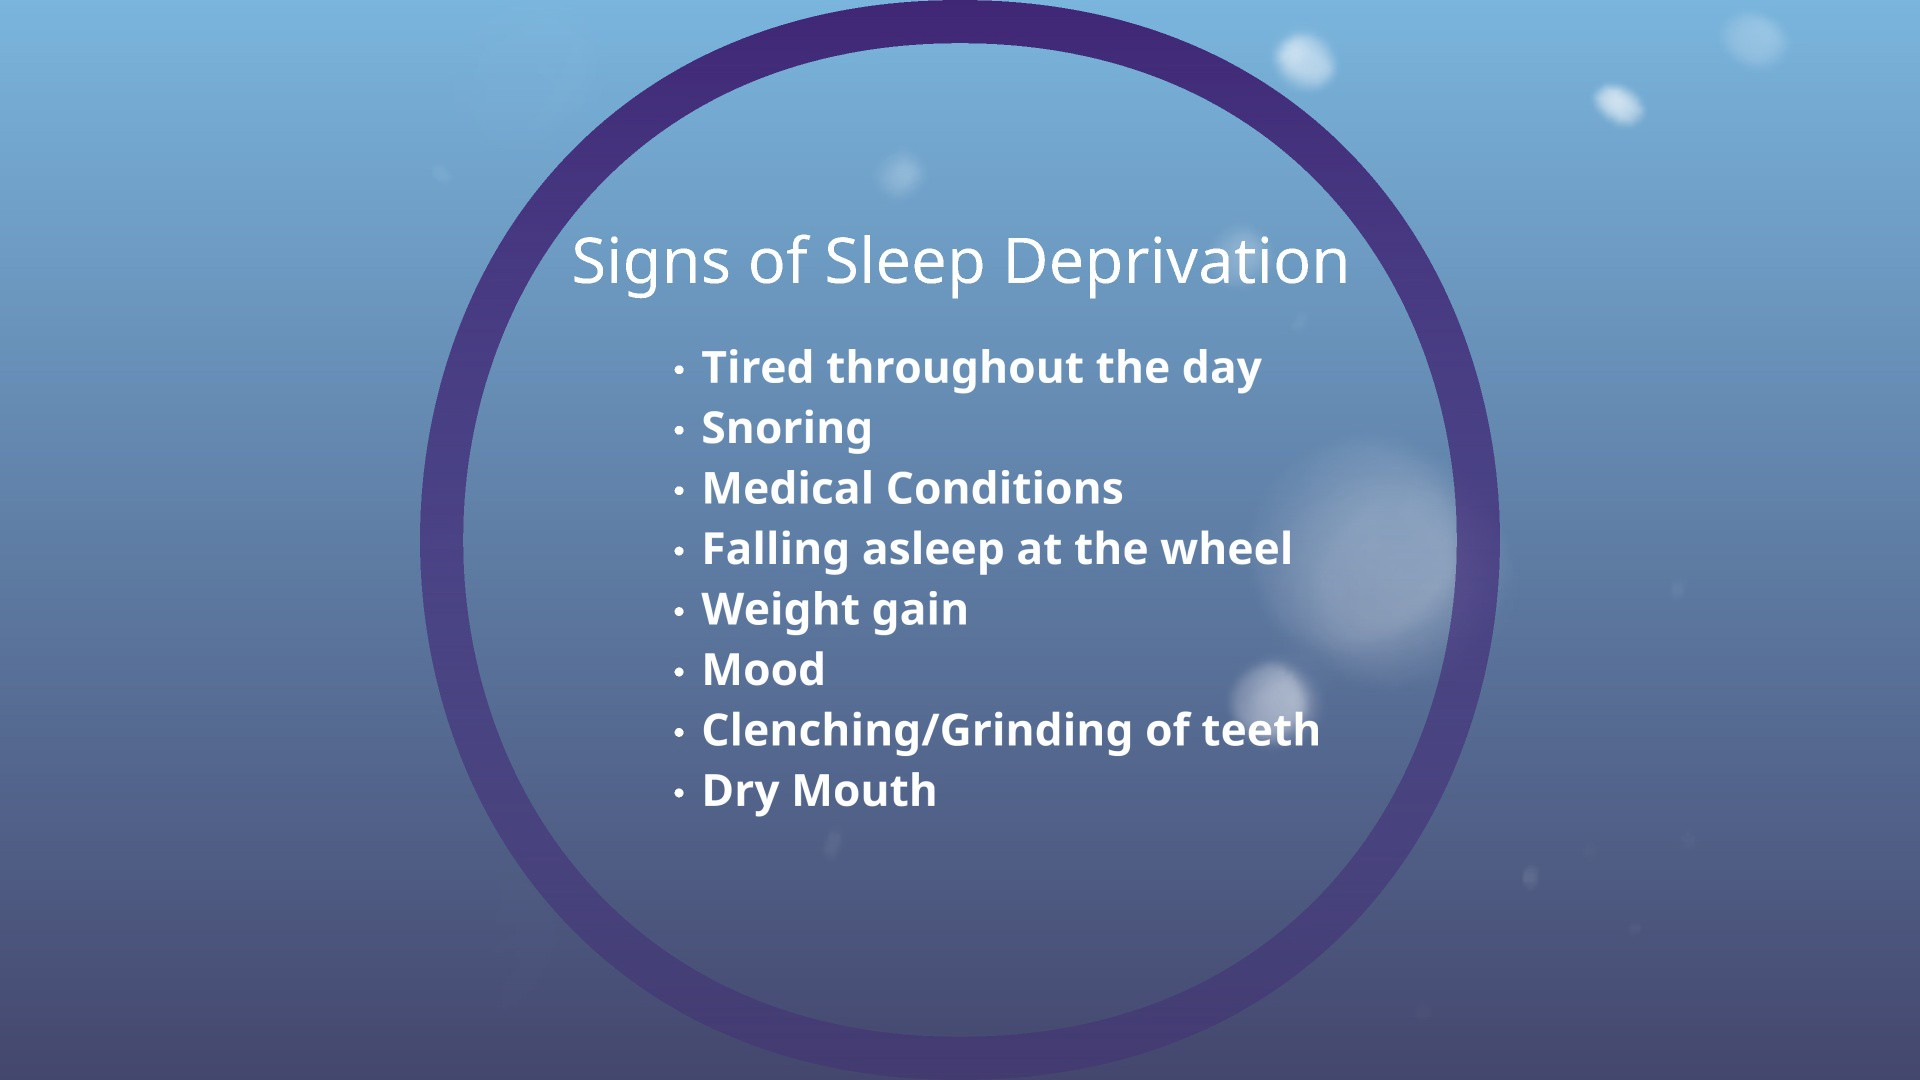 Signs of Sleep Deprivation
• Tired throughout the day
• Snoring
• Medical Conditions
• Falling asleep at the wheel
• Weight gain
• Mood
• Clenching/Grinding of teeth
• Dry Mouth